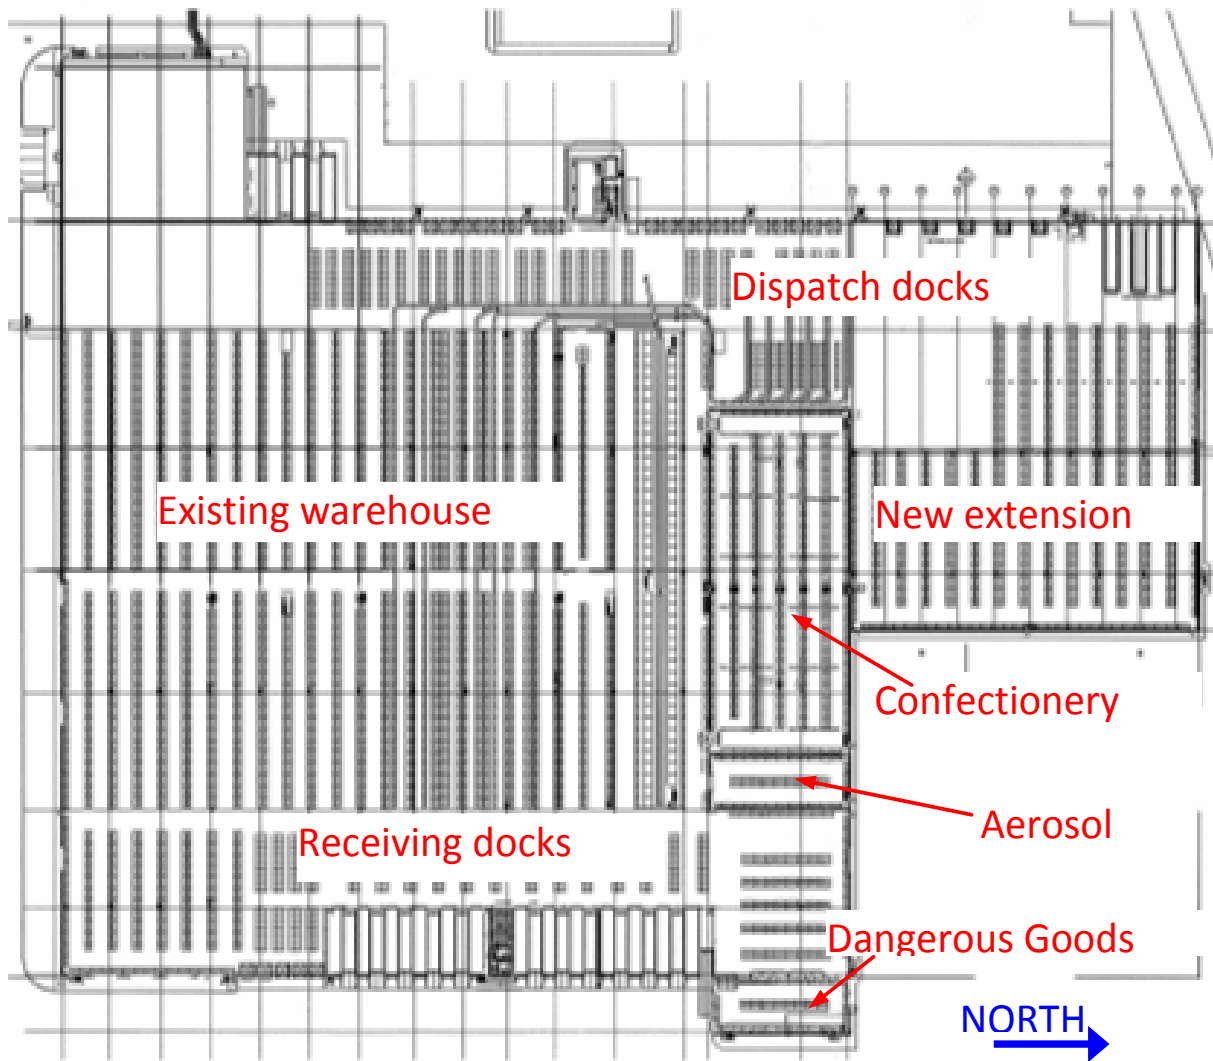 Dispatch docks
Existing warehouse
New extension
Confectionery
Aerosol
Receiving docks
Dangerous Goods
NORTH